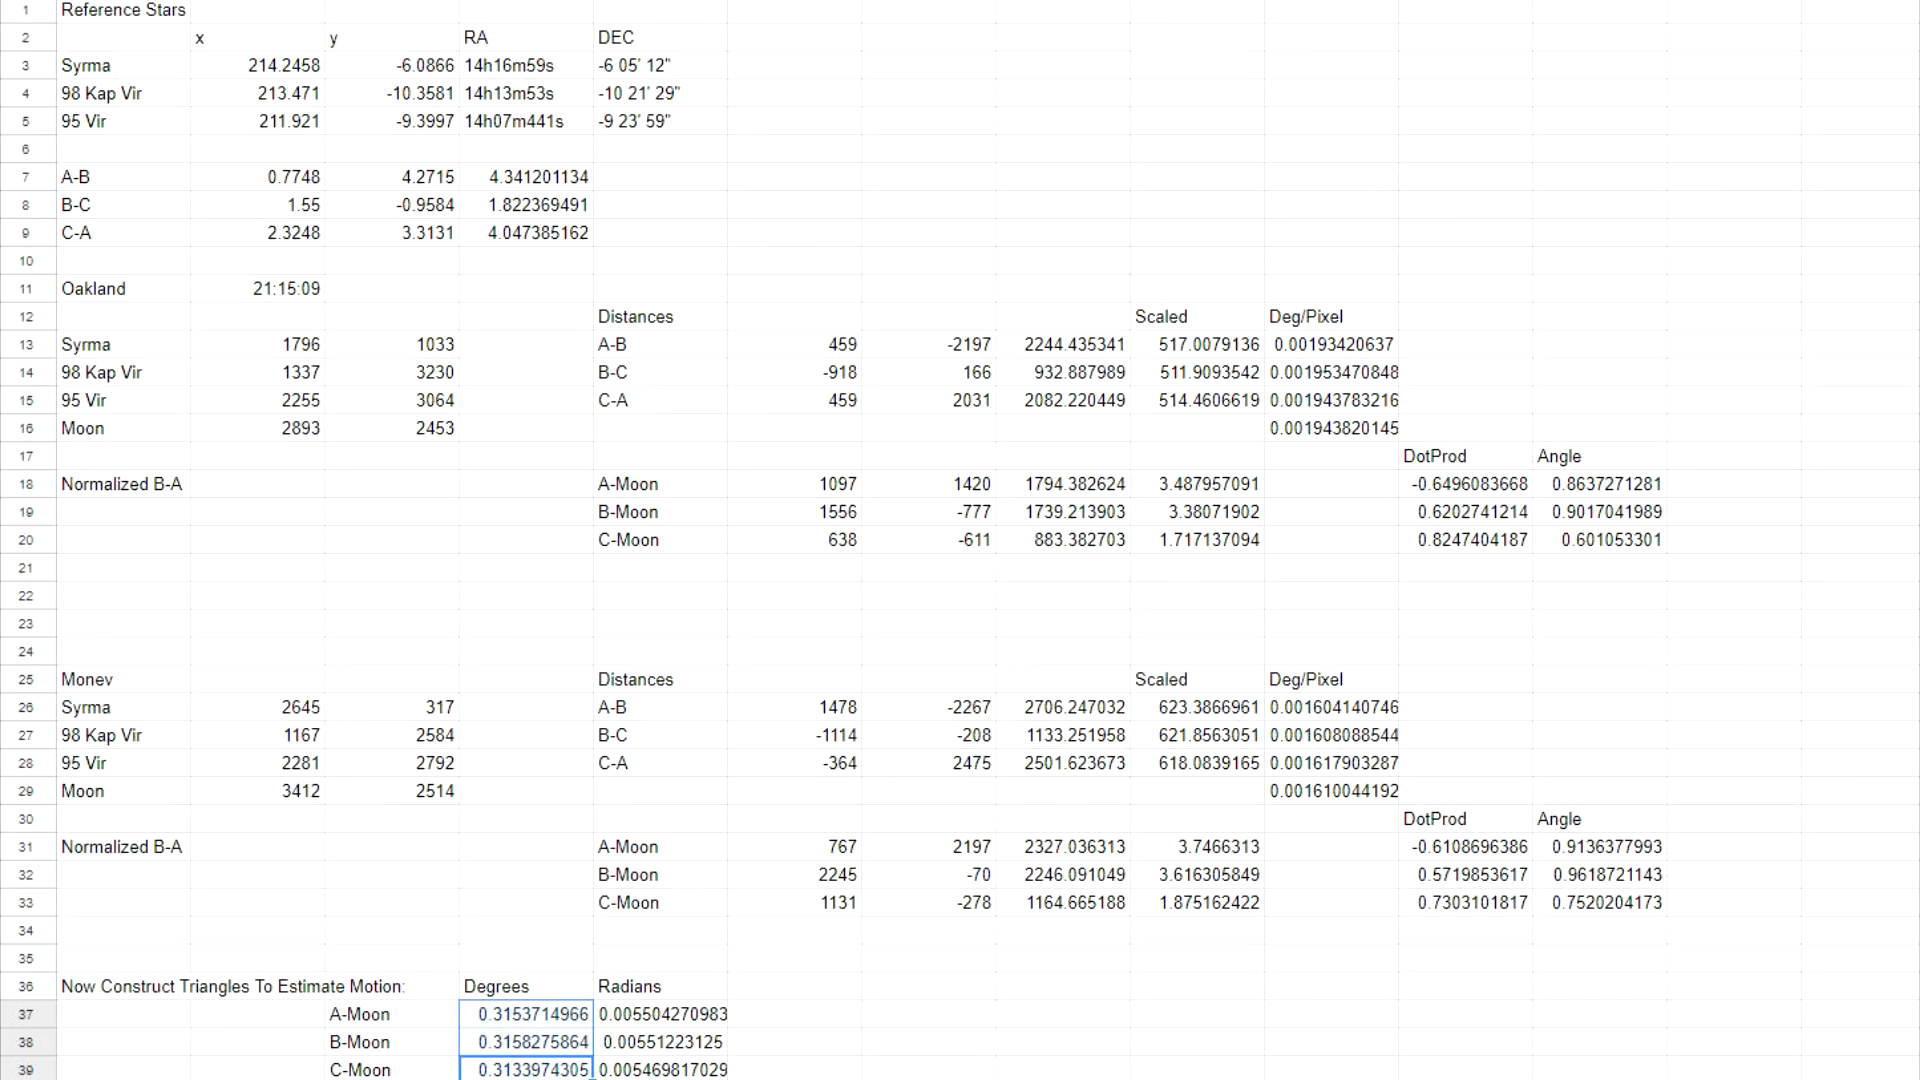 1 Reference Stars
2 x y RA DEC
3 Syrma 214.2458 -6.0866 14h16m59s -6 05' 12"
4 98 Kap Vir 213.471 -10.3581 14h13m53s -10 21' 29"
5 95 Vir 211.921 -9.3997 14h07m441s -9 23' 59"
6
7 A-B 0.7748 4.2715 4.341201134
8 B-C 1.55 -0.9584 1.822369491
9 C-A 2.3248 3.3131 4.047385162
10
11 Oakland 21:15:09
12 Distances Scaled Deg/Pixel
13 Syrma 1796 1033 A-B 459 -2197 2244.435341 517.0079136 0.00193420637
14 98 Kap Vir 1337 3230 B-C -918 166 932.887989 511.9093542 0.001953470848
15 95 Vir 2255 3064 C-A 459 2031 2082.220449 514.4606619 0.001943783216
16 Moon 2893 2453 0.001943820145
17 DotProd Angle
18 Normalized B-A A-Moon 1097 1420 1794.382624 3.487957091 -0.6496083668 0.8637271281
19 B-Moon 1556 -777 1739.213903 3.38071902 0.6202741214 0.9017041989
20 C-Moon 638 -611 883.382703 1.717137094 0.8247404187 0.601053301
21
22
23
24
25 Monev Distances Scaled Deg/Pixel
26 Syrma 2645 317 A-B 1478 -2267 2706.247032 623.3866961 0.001604140746
27 98 Kap Vir 1167 2584 B-C -1114 -208 1133.251958 621.8563051 0.001608088544
28 95 Vir 2281 2792 C-A -364 2475 2501.623673 618.0839165 0.001617903287
29 Moon 3412 2514 0.001610044192
30 DotProd Angle
31 Normalized B-A A-Moon 767 2197 2327.036313 3.7466313 -0.6108696386 0.9136377993
32 B-Moon 2245 -70 2246.091049 3.616305849 0.5719853617 0.9618721143
33 C-Moon 1131 -278 1164.665188 1.875162422 0.7303101817 0.7520204173
34
35
36 Now Construct Triangles To Estimate Motion: Degrees Radians
37 A-Moon 0.3153714966 0.005504270983
38 B-Moon 0.3158275864 0.00551223125
39 C-Moon 0.3133974305 0.005469817029